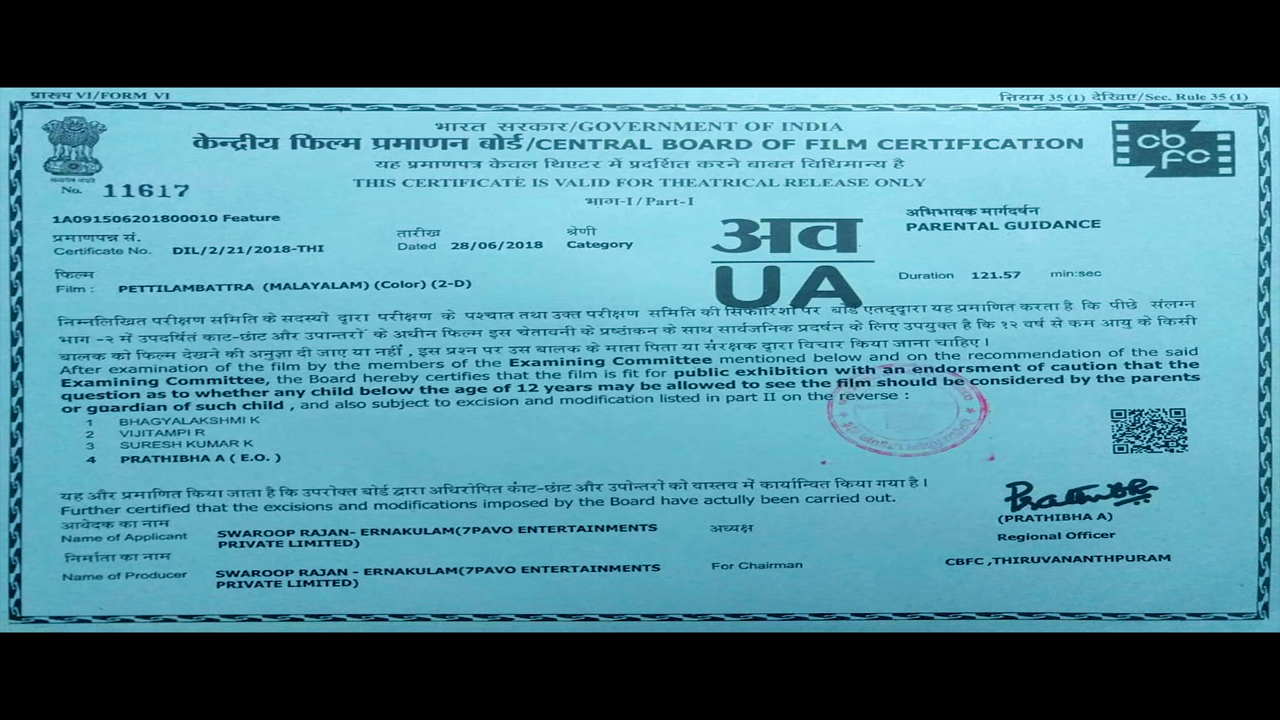 प्रारूप VI/FORM VI
नियम 35 (1) देखिए/Sec. Rule 35 (1)
भारत सरकार/GOVERNMENT OF INDIA
केन्द्रीय फिल्म प्रमाणन बोर्ड/CENTRAL BOARD OF FILM CERTIFICATION
cb
fc
यह प्रमाणपत्र केवल थिएटर में प्रदर्शित करने बाबत विधिमान्य है
No. 11617
THIS CERTIFICATE IS VALID FOR THEATRICAL RELEASE ONLY
भाग-I/Part-I
1A091506201800010 Feature
प्रमाणपत्र सं.
Certificate No. DIL/2/21/2018-THI
तारीख
Dated 28/06/2018
श्रेणी
Category
अव
UA
अभिभावक मार्गदर्षन
PARENTAL GUIDANCE
फिल्म
Film : PETTILAMBATTRA (MALAYALAM) (Color) (2-D)
Duration 121.57 min:sec
निम्नलिखित परीक्षण समिति के सदस्यों द्वारा परीक्षण के पश्चात तथा उक्त परीक्षण समिति की सिफारिशों पर बोर्ड एतद्द्वारा यह प्रमाणित करता है कि पीछे संलग्न
भाग -२ में उपदर्षित काट-छांट और उपान्तरों के अधीन फिल्म इस चेतावनी के प्रष्ठांकन के साथ सार्वजनिक प्रदर्षन के लिए उपयुक्त है कि १२ वर्ष से कम आयु के किसी
बालक को फिल्म देखने की अनुज्ञा दी जाए या नहीं , इस प्रश्न पर उस बालक के माता पिता या संरक्षक द्वारा विचार किया जाना चाहिए ।
After examination of the film by the members of the Examining Committee mentioned below and on the recommendation of the said
Examining Committee, the Board hereby certifies that the film is fit for public exhibition with an endorsment of caution that the
question as to whether any child below the age of 12 years may be allowed to see the film should be considered by the parents
or guardian of such child , and also subject to excision and modification listed in part II on the reverse :
1 BHAGYALAKSHMI K
2 VIJITAMPI R
3 SURESH KUMAR K
4 PRATHIBHA A ( E.O. )
यह और प्रमाणित किया जाता है कि उपरोक्त बोर्ड द्वारा अधिरोपित काट-छांट और उपोन्तरों को वास्तव में कार्यान्वित किया गया है ।
Further certified that the excisions and modifications imposed by the Board have actully been carried out.
आवेदक का नाम
Name of Applicant
SWAROOP RAJAN- ERNAKULAM(7PAVO ENTERTAINMENTS
PRIVATE LIMITED)
अध्यक्ष
(PRATHIBHA A)
Regional Officer
निर्माता का नाम
Name of Producer
SWAROOP RAJAN - ERNAKULAM(7PAVO ENTERTAINMENTS
PRIVATE LIMITED)
For Chairman
CBFC ,THIRUVANANTHPURAM